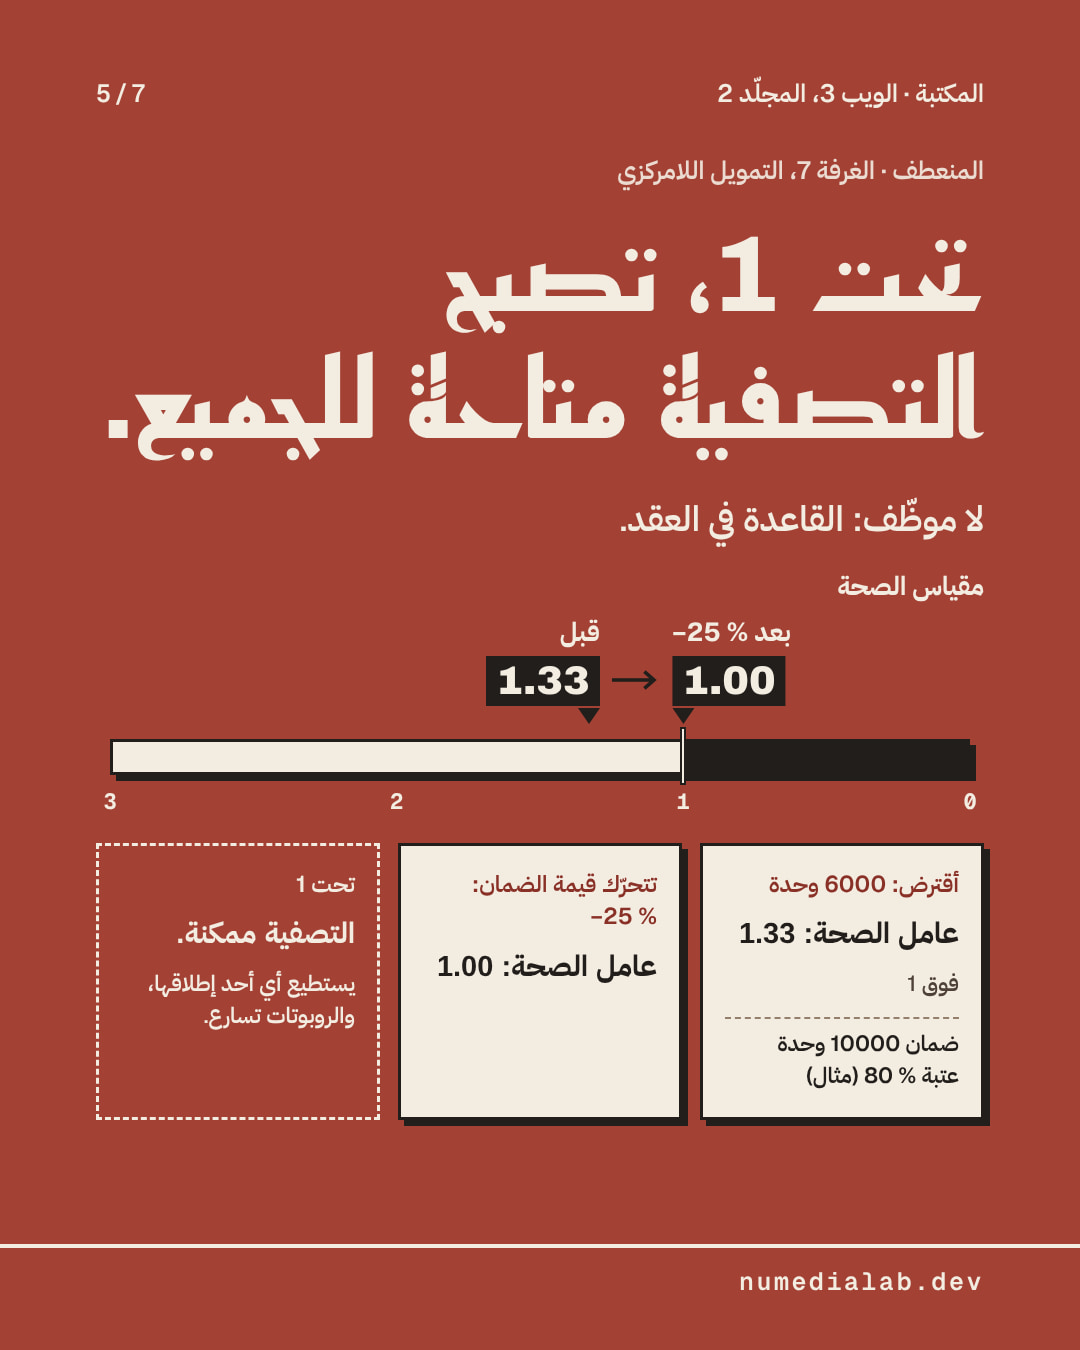 المكتبة · الويب 3، المجلّد 2
5 / 7
المنعطف · الغرفة 7، التمويل اللامركزي
تحت 1، تصبح
التصفية متاحة للجميع.
لا موظّف: القاعدة في العقد.
مقياس الصحة
بعد % 25−
قبل
1.00
1.33
0
1
2
3
أقترض: 6000 وحدة
عامل الصحة: 1.33
فوق 1
ضمان 10000 وحدة
عتبة % 80 (مثال)
تتحرّك قيمة الضمان:
% 25−
عامل الصحة: 1.00
تحت 1
التصفية ممكنة.
يستطيع أي أحد إطلاقها،
والروبوتات تسارع.
numedialab.dev